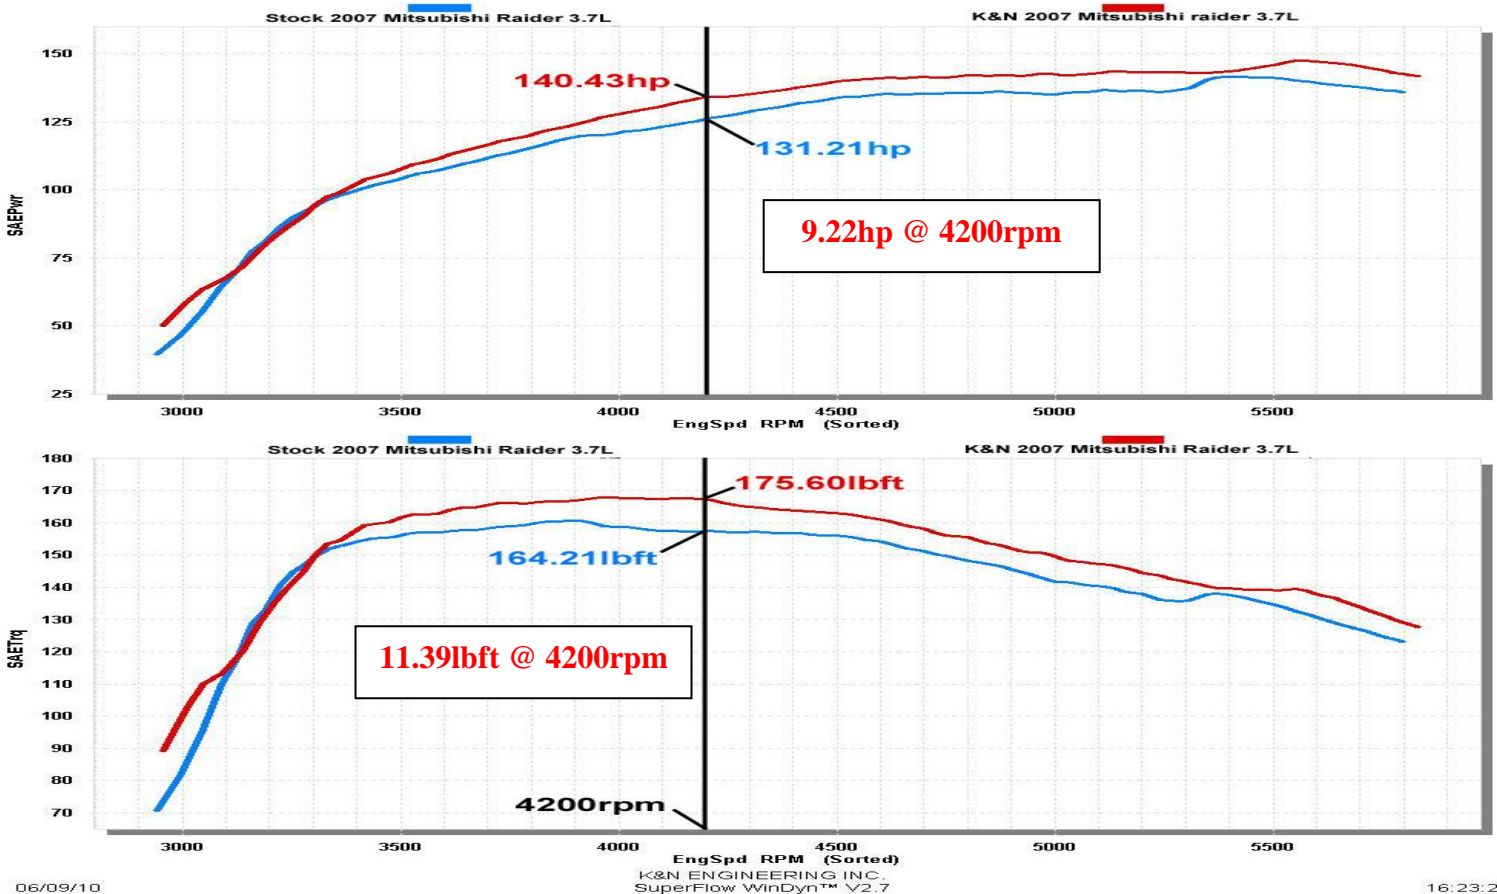 Stock 2007 Mitsubishi Raider 3.7L
K&N 2007 Mitsubishi raider 3.7L
SAEPwr
150
125
100
75
50
25
140.43hp
131.21hp
9.22hp @ 4200rpm
3000 3500 4000 4500 5000 5500
EngSpd RPM (Sorted)
Stock 2007 Mitsubishi Raider 3.7L
K&N 2007 Mitsubishi Raider 3.7L
SAETrq
180
170
160
150
140
130
120
110
100
90
80
70
175.60lbft
164.21lbft
11.39lbft @ 4200rpm
4200rpm
3000 3500 4000 4500 5000 5500
EngSpd RPM (Sorted)
K&N ENGINEERING INC.
SuperFlow WinDyn™ V2.7
06/09/10
16:23:2